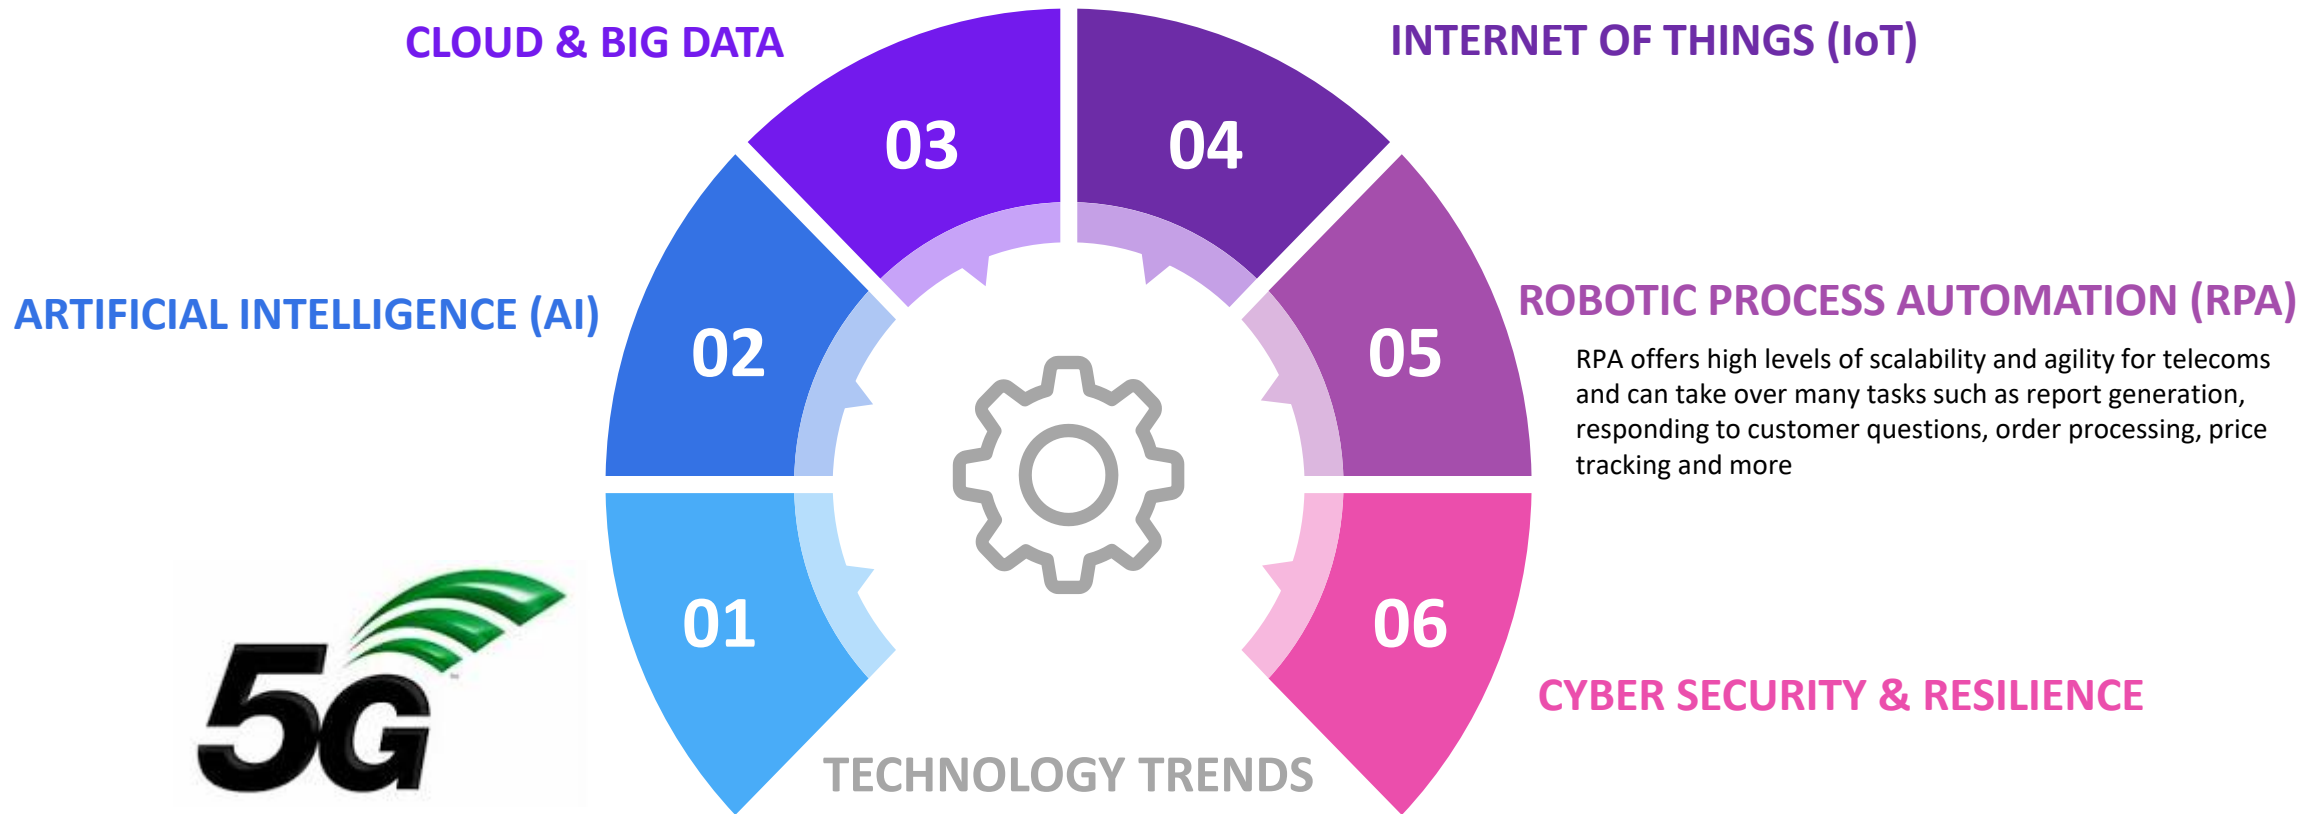 CLOUD & BIG DATA
INTERNET OF THINGS (IoT)
03
04
ARTIFICIAL INTELLIGENCE (AI)
02
05
ROBOTIC PROCESS AUTOMATION (RPA)
RPA offers high levels of scalability and agility for telecoms
and can take over many tasks such as report generation,
responding to customer questions, order processing, price
tracking and more
5G
01
06
CYBER SECURITY & RESILIENCE
TECHNOLOGY TRENDS